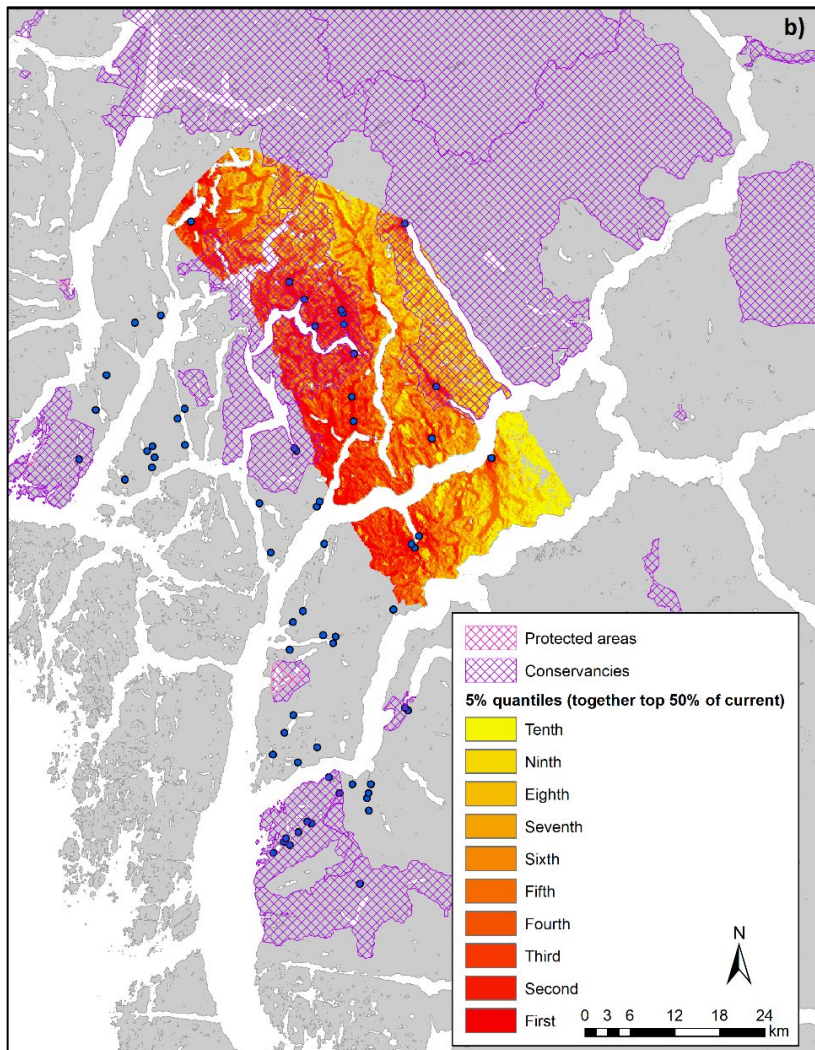 b)
Protected areas
Conservancies
5% quantiles (together top 50% of current)
Tenth
Ninth
Eighth
Seventh
Sixth
Fifth
Fourth
Third
Second
First
N
0 3 6 12 18 24
km